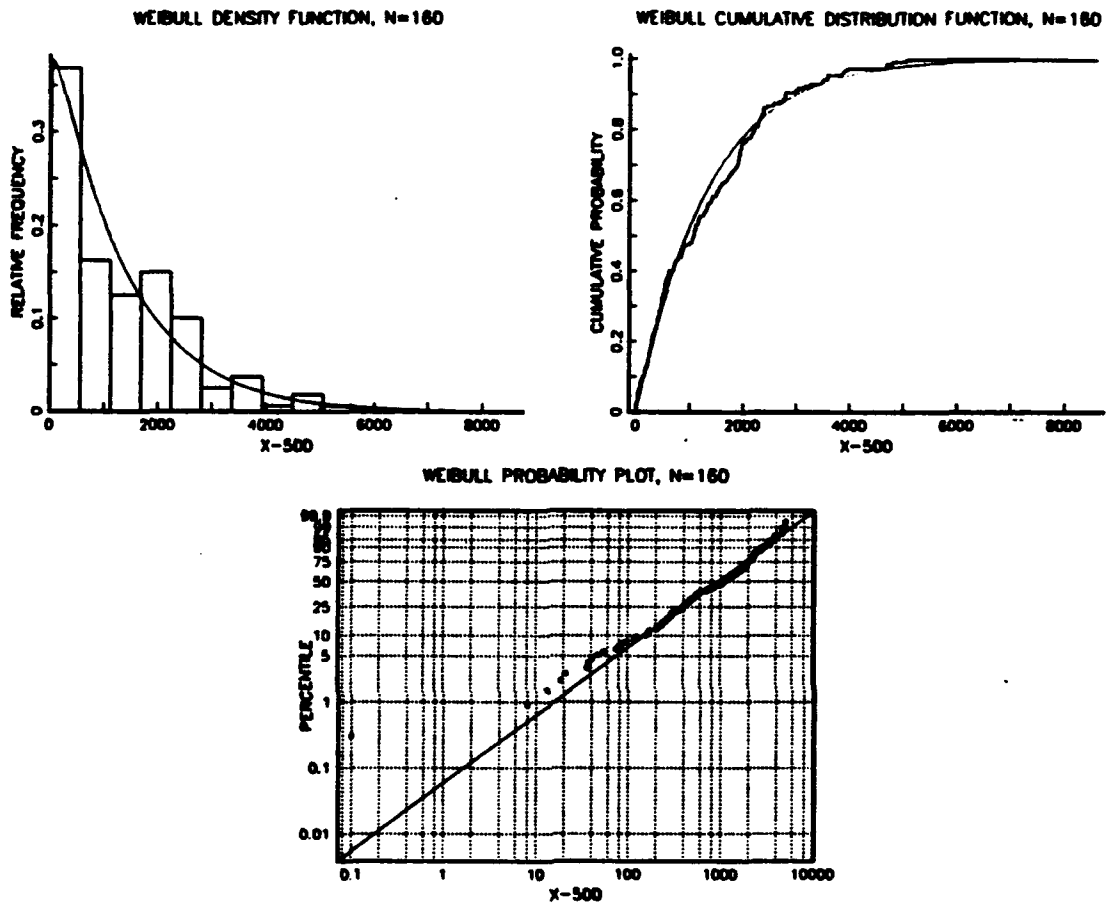 WEIBULL DENSITY FUNCTION, N=160
RELATIVE FREQUENCY
0.3
0.2
0.1
0
0 2000 4000 6000 8000
X-500
WEIBULL CUMULATIVE DISTRIBUTION FUNCTION, N=160
CUMULATIVE PROBABILITY
1.0
0.8
0.6
0.4
0.2
0
0 2000 4000 6000 8000
X-500
WEIBULL PROBABILITY PLOT, N=160
PERCENTILE
99.9
75
50
25
10
5
1
0.1
0.01
0.1 1 10 100 1000 10000
X-500